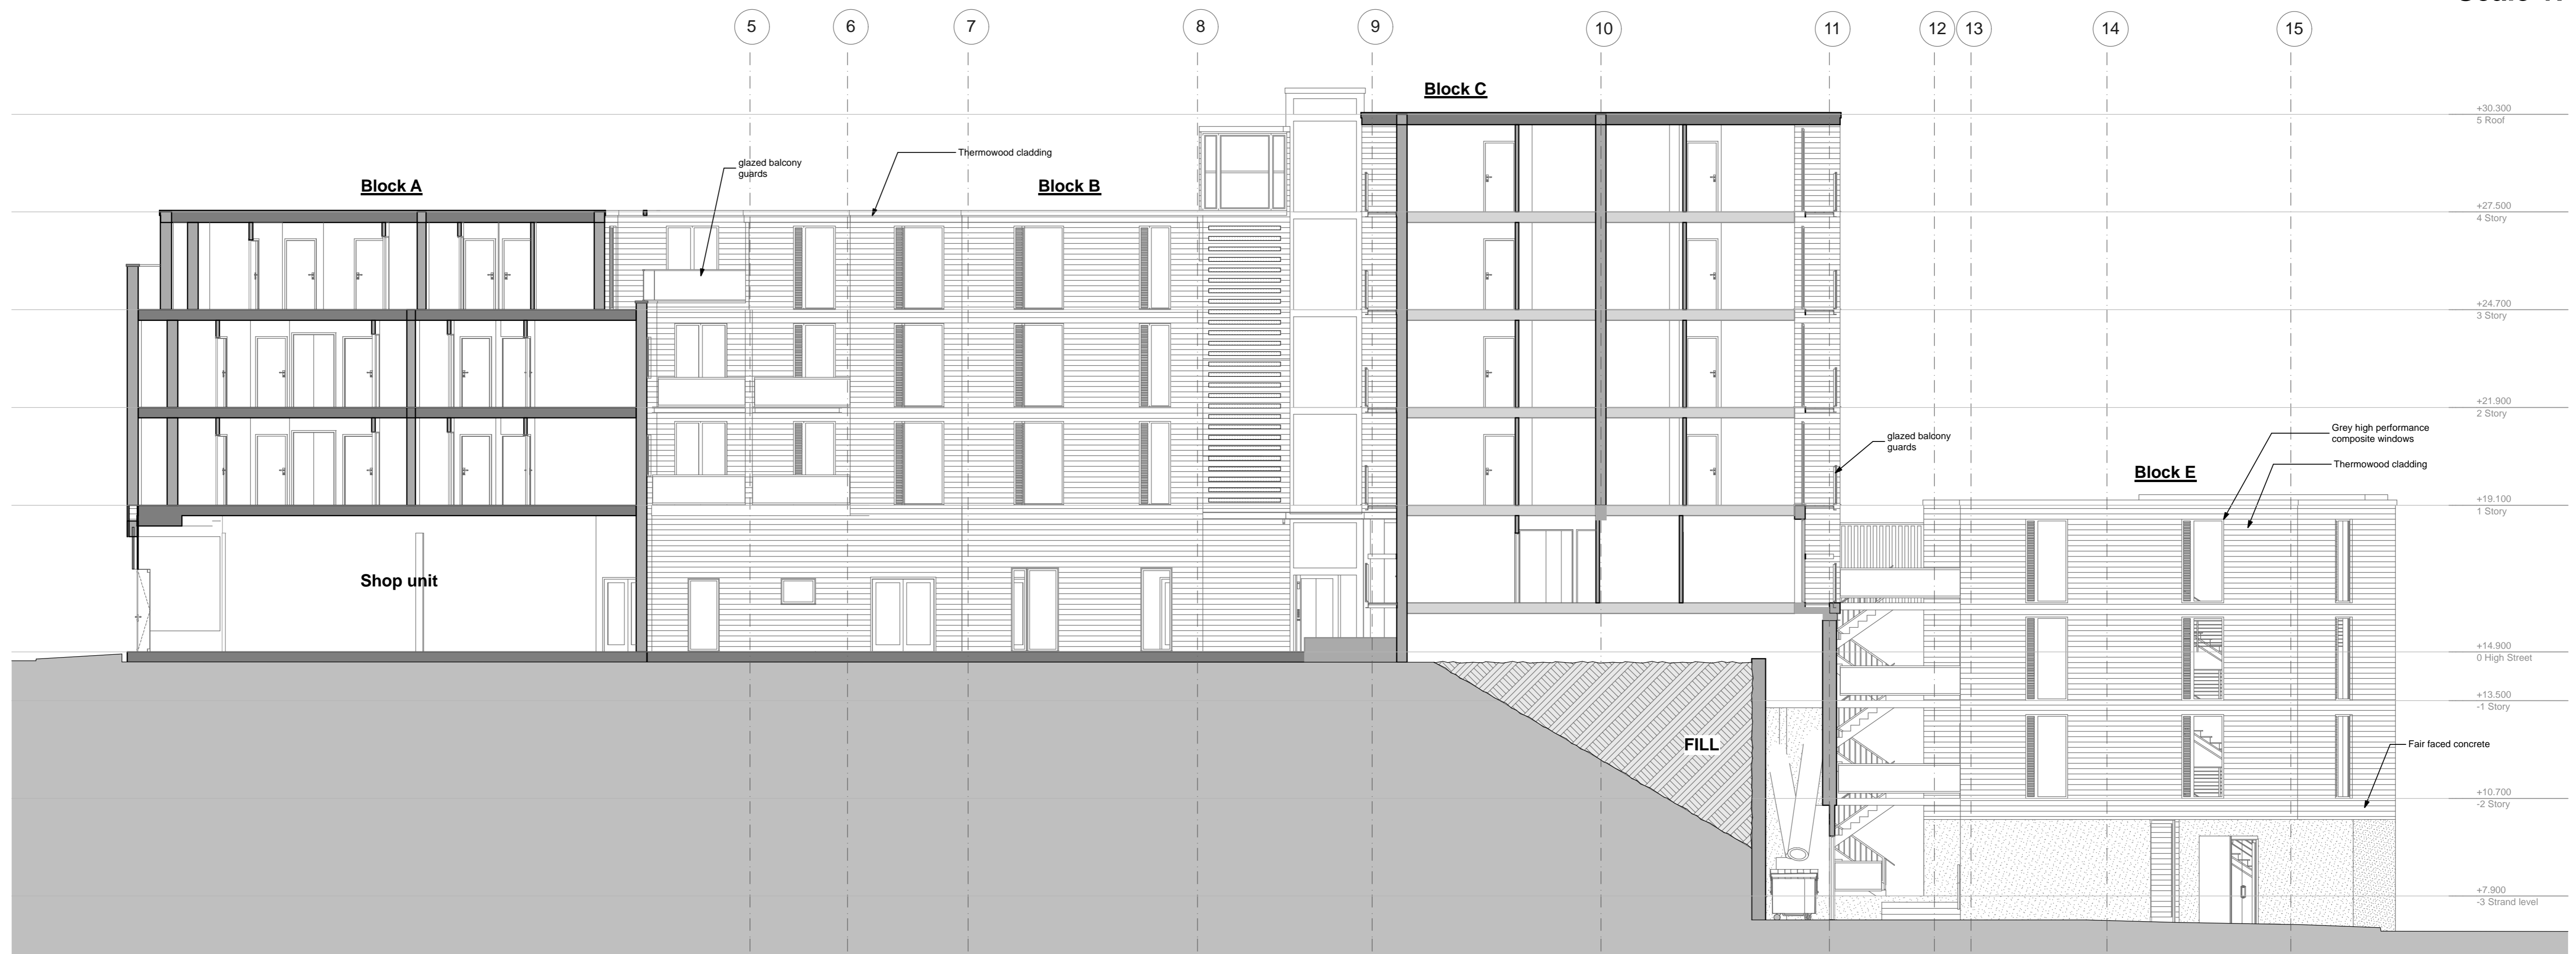 5
6
7
8
9
10
11
12
13
14
15
Block C
+30.300
5 Roof
Thermowood cladding
glazed balcony
guards
Block A
Block B
+27.500
4 Story
+24.700
3 Story
+21.900
2 Story
glazed balcony
guards
Grey high performance
composite windows
Thermowood cladding
Block E
+19.100
1 Story
Shop unit
+14.900
0 High Street
+13.500
-1 Story
FILL
Fair faced concrete
+10.700
-2 Story
+7.900
-3 Strand level